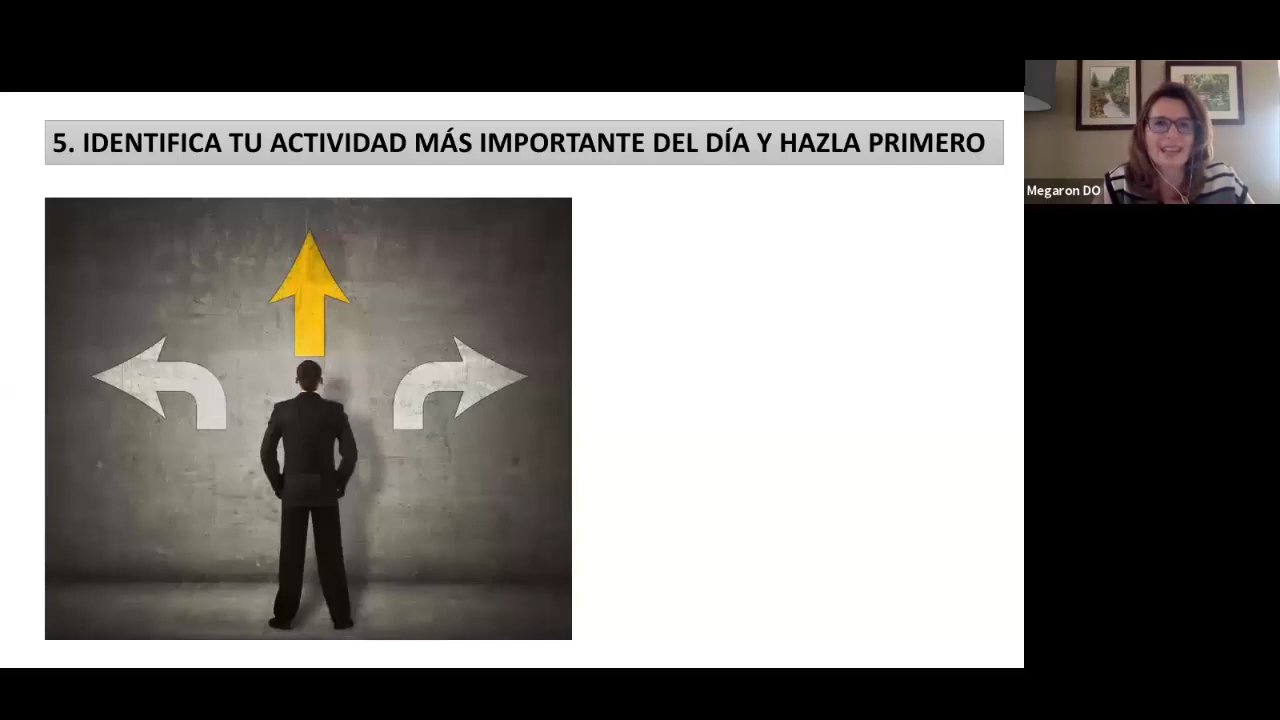 5. IDENTIFICA TU ACTIVIDAD MÁS IMPORTANTE DEL DÍA Y HAZLA PRIMERO
Megaron DO